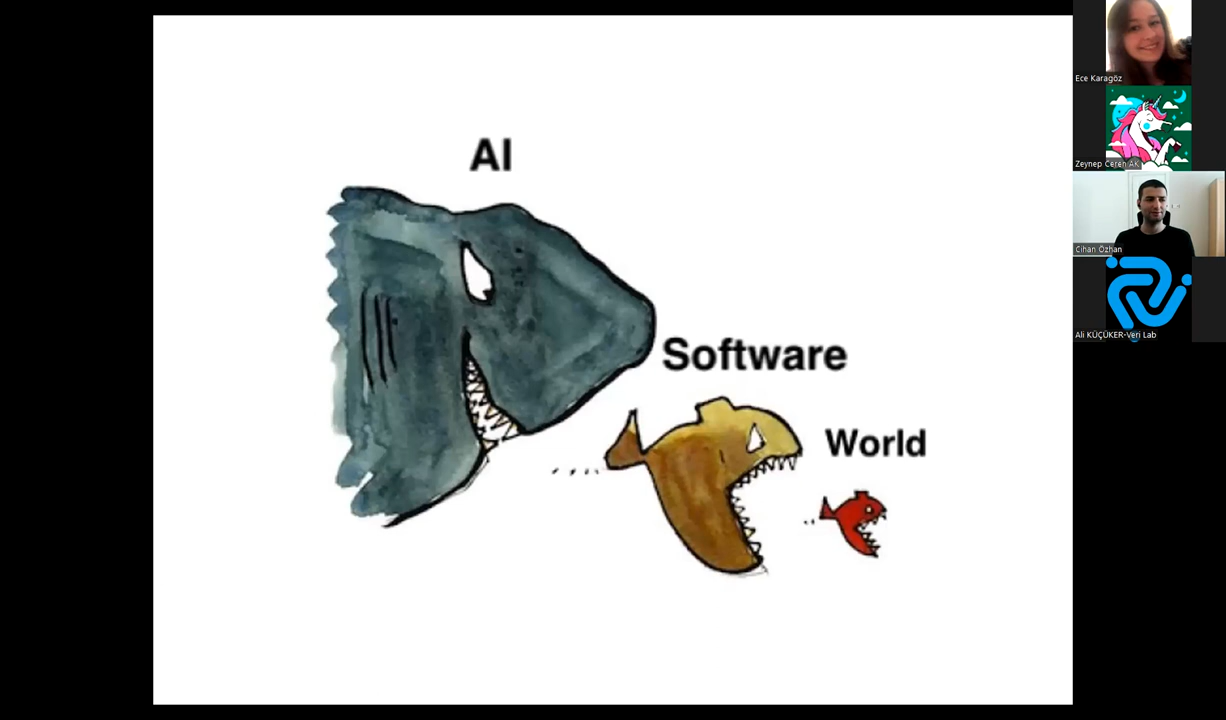 AI
Software
World
Ece Karagöz
Zeynep Ceren AK
Cihan Özhan
Ali KÜÇÜKER-Veri Lab